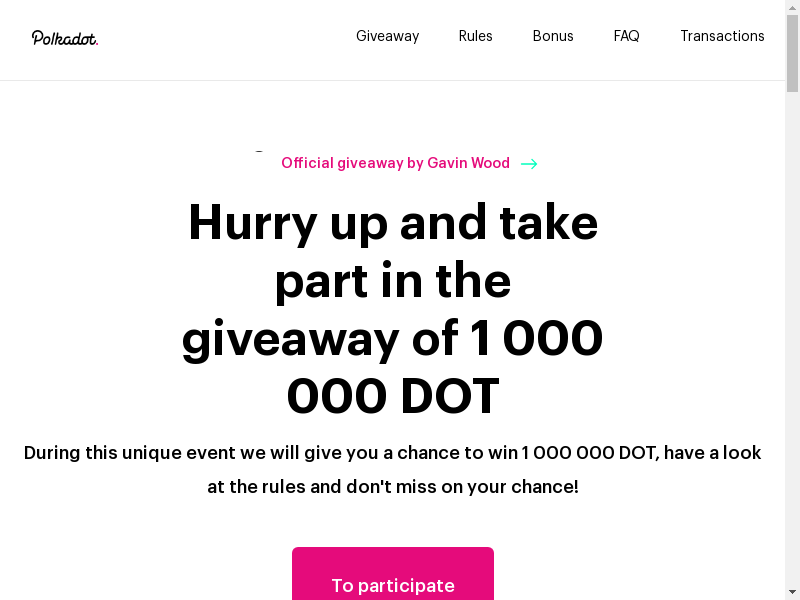 Polkadot.
Giveaway Rules Bonus FAQ Transactions
Official giveaway by Gavin Wood
Hurry up and take
part in the
giveaway of 1 000
000 DOT
During this unique event we will give you a chance to win 1 000 000 DOT, have a look
at the rules and don't miss on your chance!
To participate